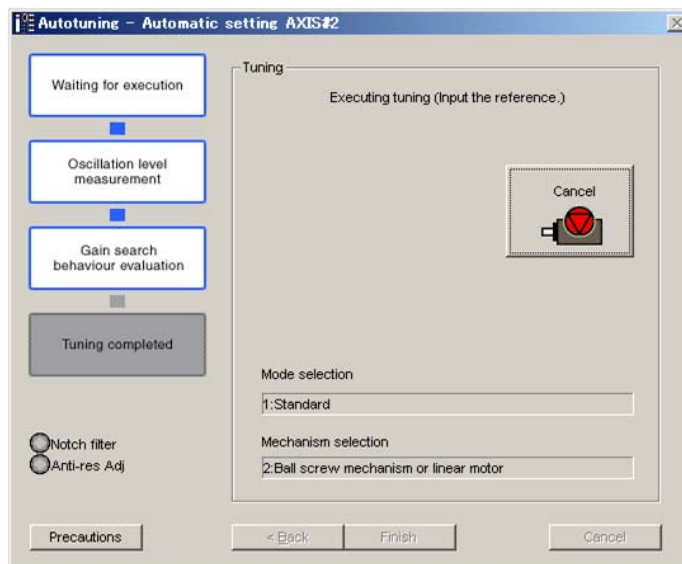 Autotuning - Automatic setting AXIS#2
Waiting for execution
Oscillation level
measurement
Gain search
behaviour evaluation
Tuning completed
Notch filter
Anti-res Adj
Tuning
Executing tuning (Input the reference.)
Cancel
Mode selection
1:Standard
Mechanism selection
2:Ball screw mechanism or linear motor
Precautions
< Back
Finish
Cancel